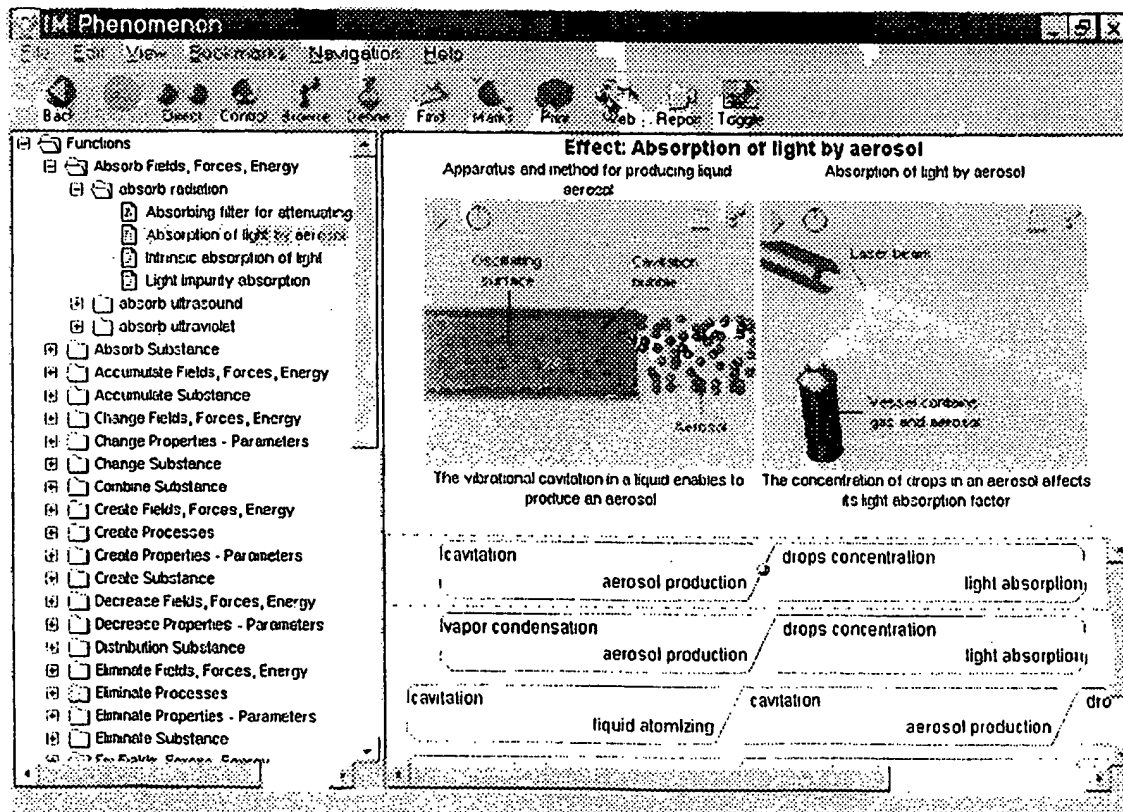 IM Phenomenon
File Edit View Bookmarks Navigation Help
Back Direct Control Browse Define Find Marks Print Web Report Toggle
Functions
Absorb Fields, Forces, Energy
absorb radiation
Absorbing filter for attenuating
Absorption of light by aerosol
Intrinsic absorption of light
Light Impurity absorption
absorb ultrasound
absorb ultraviolet
Absorb Substance
Accumulate Fields, Forces, Energy
Accumulate Substance
Change Fields, Forces, Energy
Change Properties - Parameters
Change Substance
Combine Substance
Create Fields, Forces, Energy
Create Processes
Create Properties - Parameters
Create Substance
Decrease Fields, Forces, Energy
Decrease Properties - Parameters
Distribution Substance
Eliminate Fields, Forces, Energy
Eliminate Processes
Eliminate Properties - Parameters
Eliminate Substance
Effect: Absorption of light by aerosol
Apparatus and method for producing liquid
aerosol
Oscillating
surface
Cavitation
bubble
Aerosol
The vibrational cavitation in a liquid enables to
produce an aerosol
Absorption of light by aerosol
Laser beam
Vessel contains
gas and aerosol
The concentration of drops in an aerosol effects
its light absorption factor
cavitation
aerosol production
drops concentration
light absorption
vapor condensation
aerosol production
drops concentration
light absorption
cavitation
liquid atomizing
cavitation
aerosol production
dro